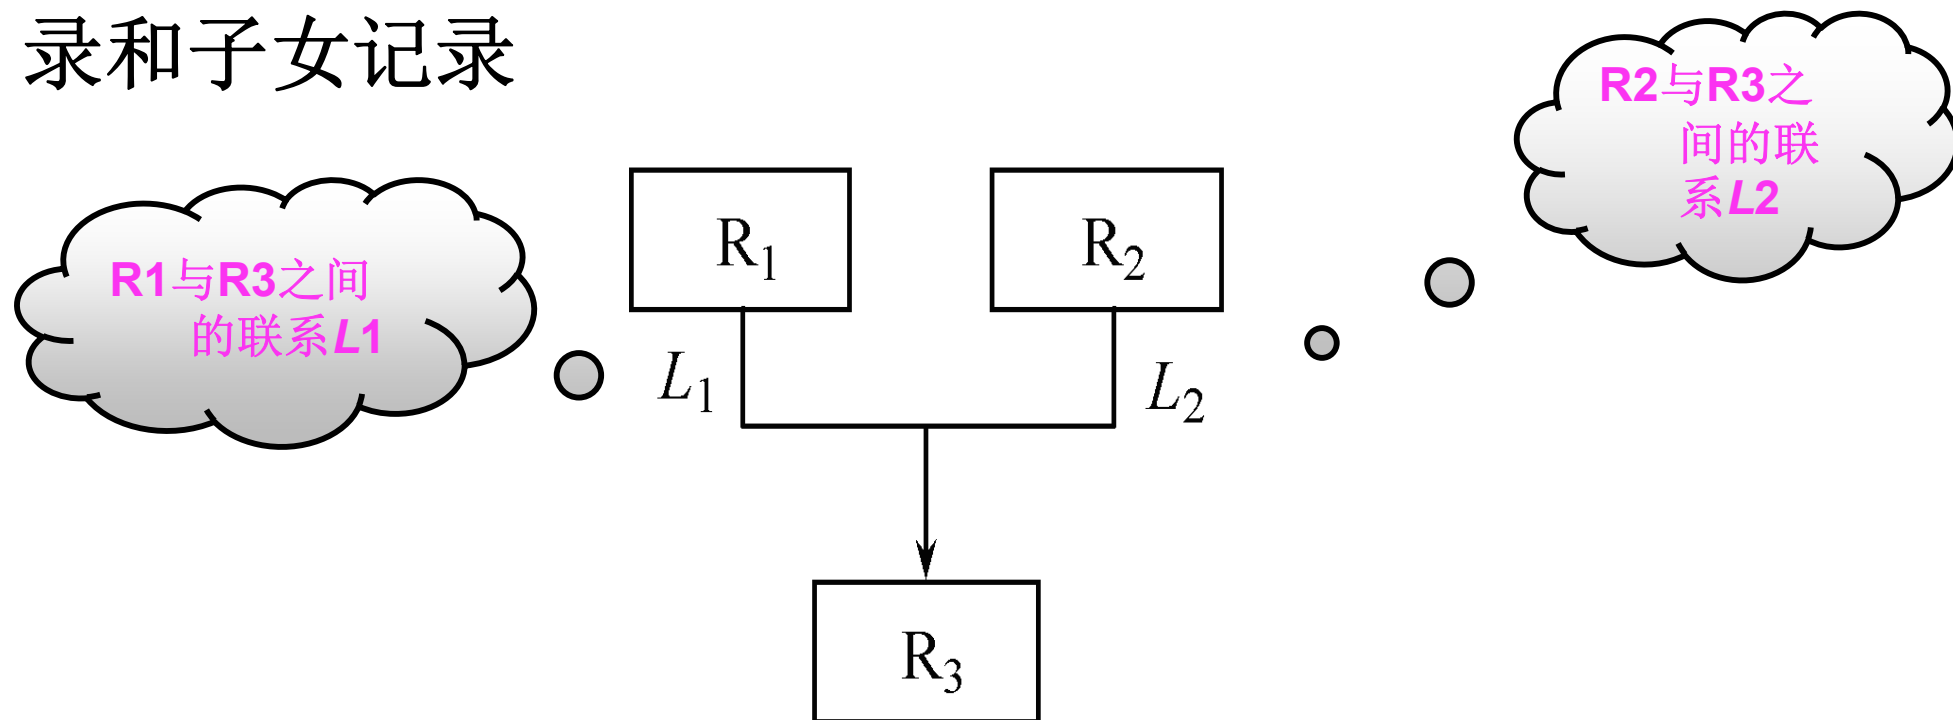 录和子女记录
R2与R3之
间的联
系L2
R1与R3之间
的联系L1
R₁
R₂
L₁
L₂
R₃